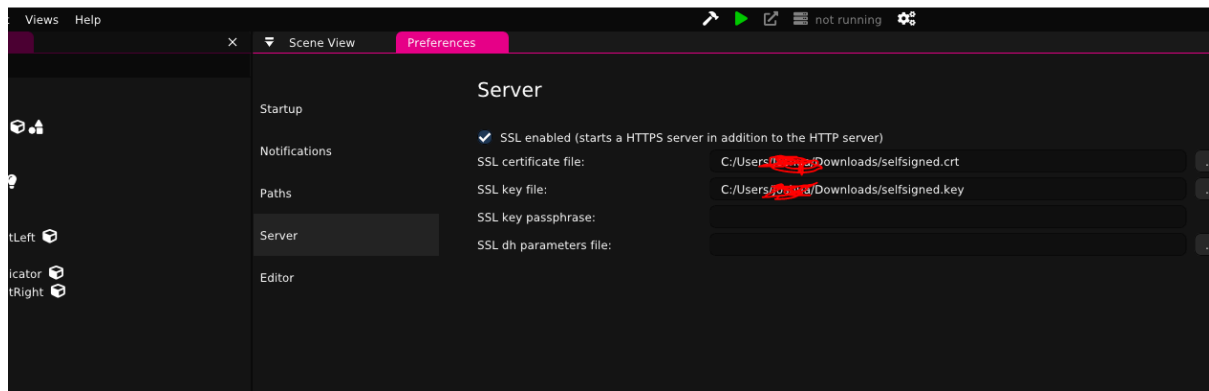 Views Help
not running
Scene View Preferences
Server
Startup
SSL enabled (starts a HTTPS server in addition to the HTTP server)
Notifications
SSL certificate file: C:/Users/ /Downloads/selfsigned.crt
Paths
SSL key file: C:/Users/ /Downloads/selfsigned.key
SSL key passphrase:
Server
SSL dh parameters file:
tLeft
icator
Editor
tRight